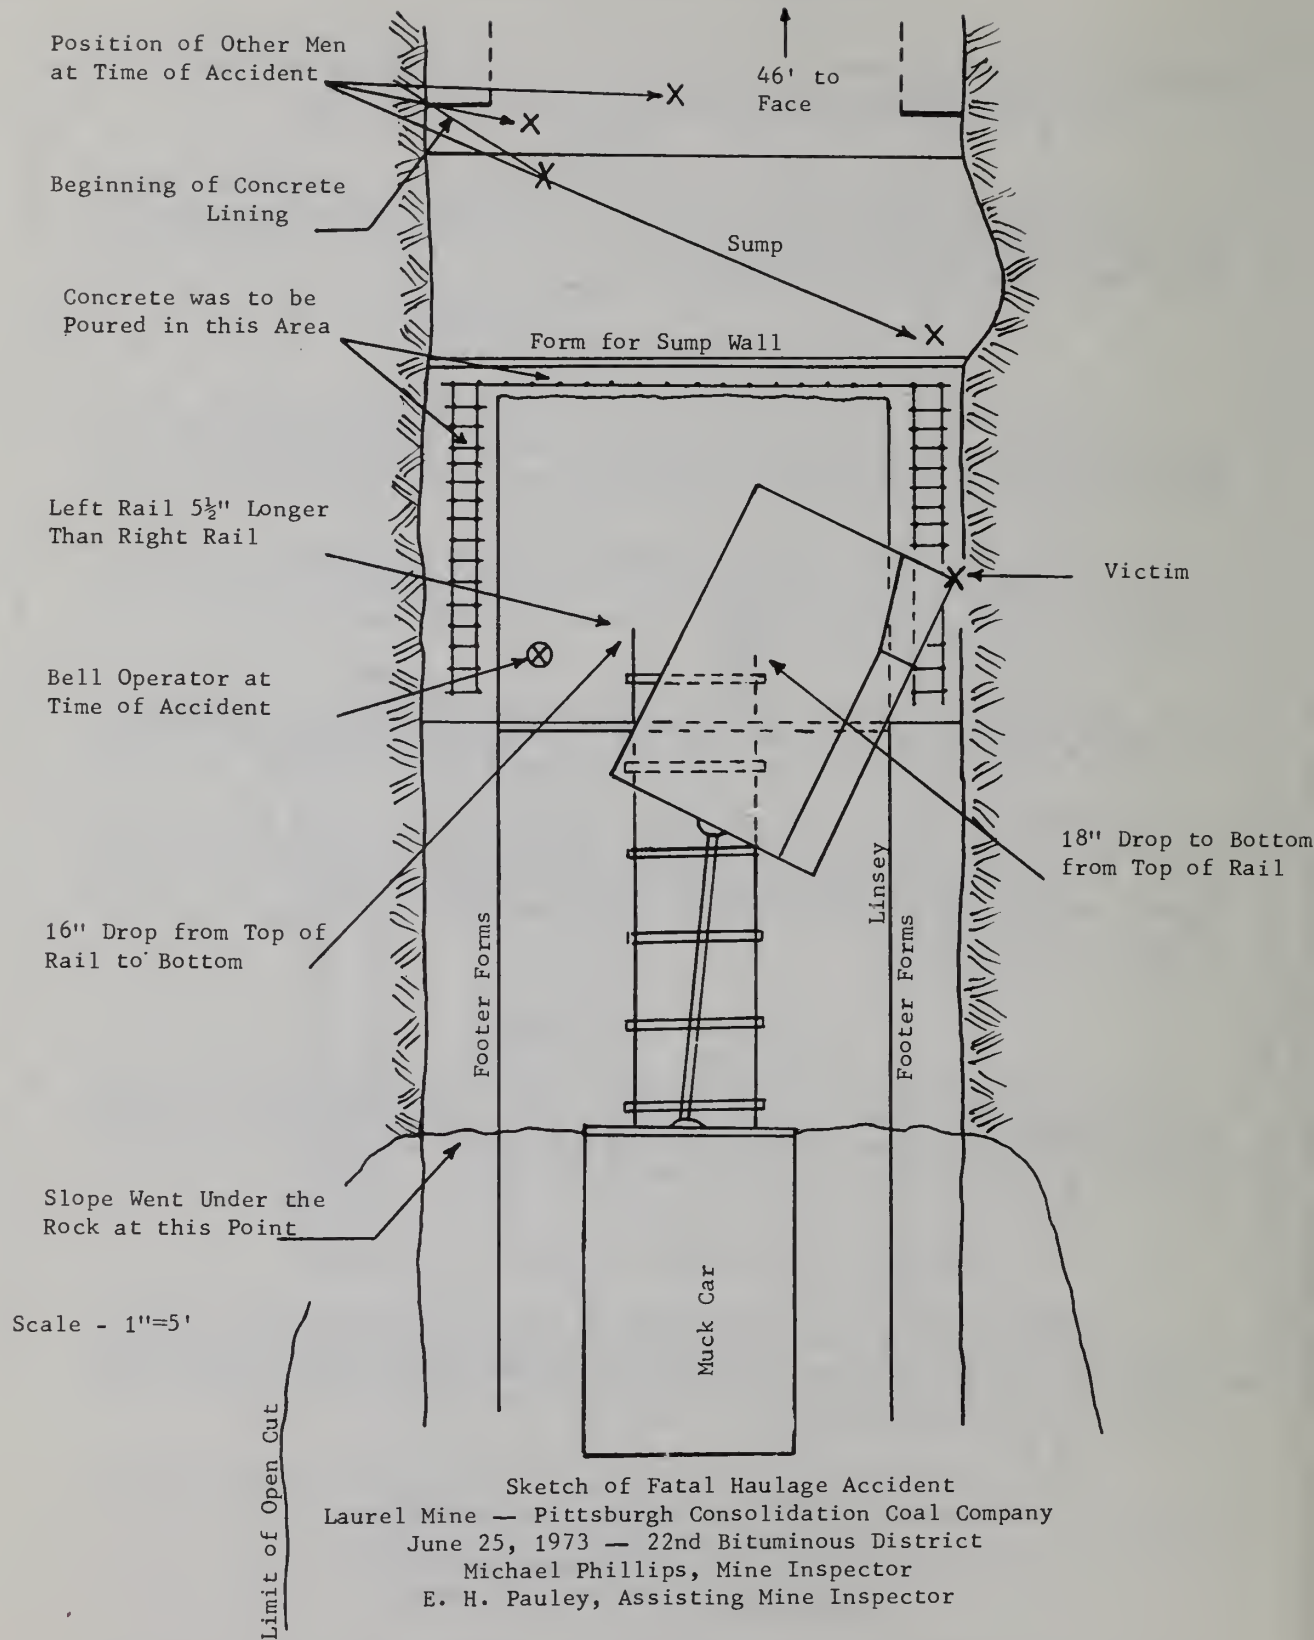 Position of Other Men
at Time of Accident
46' to
Face
Beginning of Concrete
Lining
Sump
Concrete was to be
Poured in this Area
Form for Sump Wall
Left Rail 5½" Longer
Than Right Rail
Victim
Bell Operator at
Time of Accident
18" Drop to Bottom
from Top of Rail
Linsey
Footer Forms
Footer Forms
16" Drop from Top of
Rail to Bottom
Slope Went Under the
Rock at this Point
Muck Car
Scale - 1"=5'
Limit of Open Cut
Sketch of Fatal Haulage Accident
Laurel Mine — Pittsburgh Consolidation Coal Company
June 25, 1973 — 22nd Bituminous District
Michael Phillips, Mine Inspector
E. H. Pauley, Assisting Mine Inspector